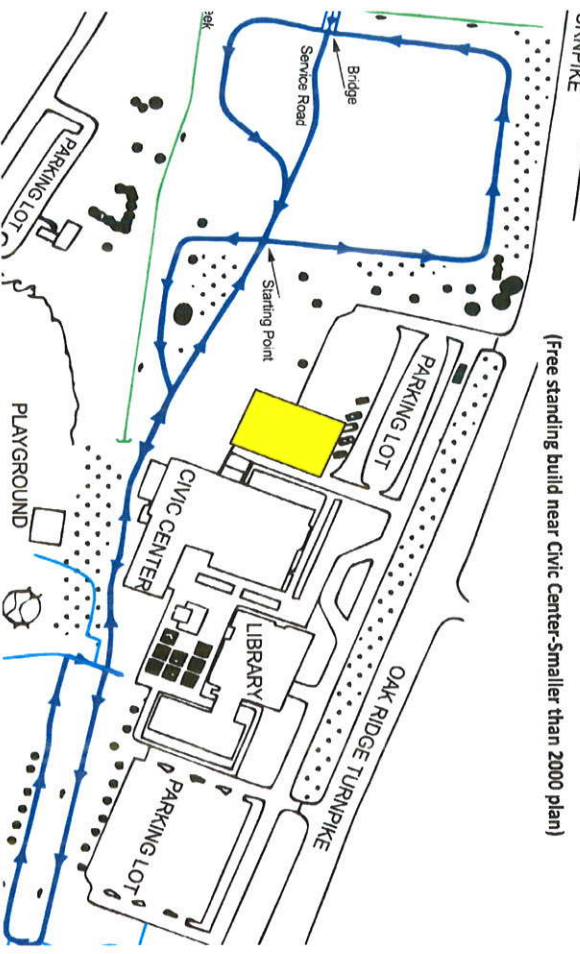 (Free standing build near Civic Center-Smaller than 2000 plan)
OAK RIDGE TURNPIKE
PARKING LOT
Bridge
Service Road
Starting Point
PARKING LOT
CIVIC CENTER
LIBRARY
PARKING LOT
PLAYGROUND